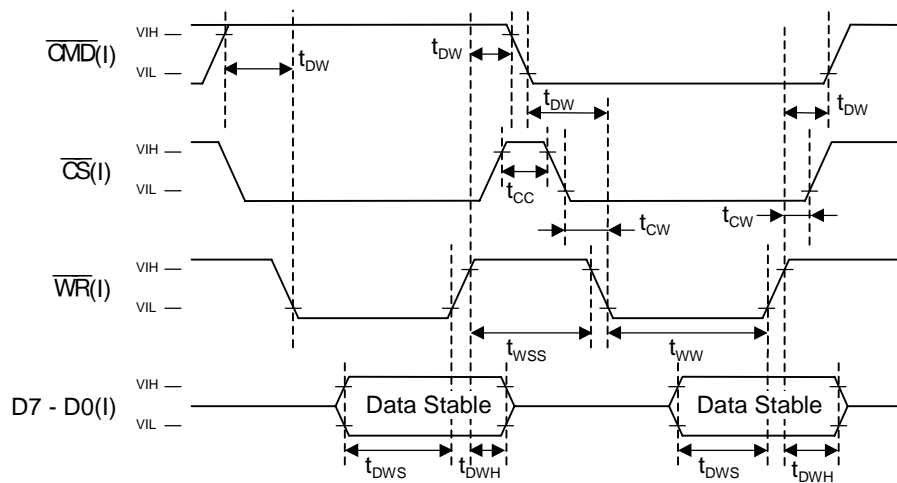 VIH
CMD(I)
VIL
tDW
tDW
tDW
tDW
VIH
CS(I)
VIL
tCC
tCW
tCW
VIH
WR(I)
VIL
tWSS
tWW
VIH
D7 - D0(I)
VIL
Data Stable
Data Stable
tDWS
tDWH
tDWS
tDWH